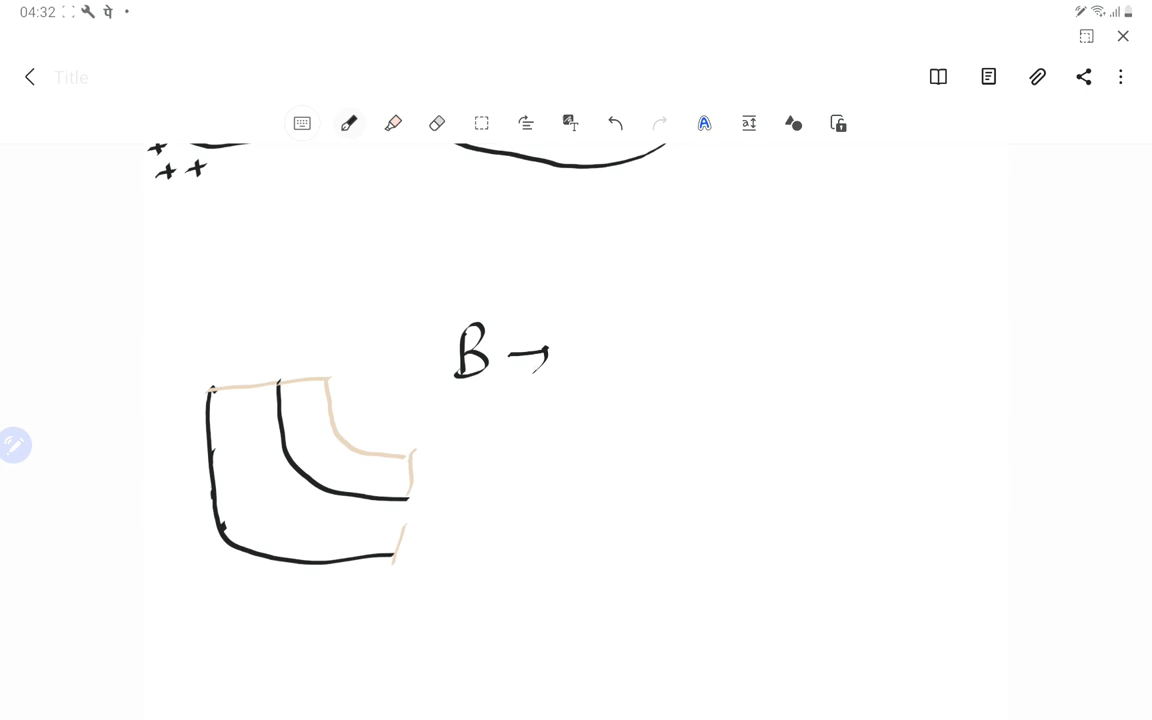 04:32
Title
++
B →